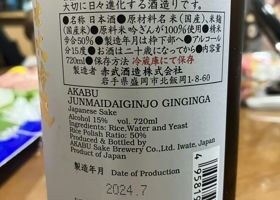 大切に日々進化する酒造りです。
●名称 日本酒 ●原材料名 米(国産)、米麹
(国産米)●原料米 吟ぎんが100%使用 ●精米
歩合50% ●製造年月は枠下部へ ●アルコール
分15度 ●お酒は二十歳になってから ●内容量
720ml ●保存方法 冷蔵庫にて保存
製造者 赤武酒造株式会社
岩手県盛岡市北飯岡1-8-60
AKABU
JUNMAIDAIGINJO GINGINGA
Japanese Sake
Alcohol 15% vol. 720ml
Ingredients: Rice,Water and Yeast
Rice Polish Ratio: 50%
Produced & Bottled by
AKABU Sake Brewery Co.,Ltd. Iwate, Japan
Product of Japan
製造年月 Date of Production
2024.7